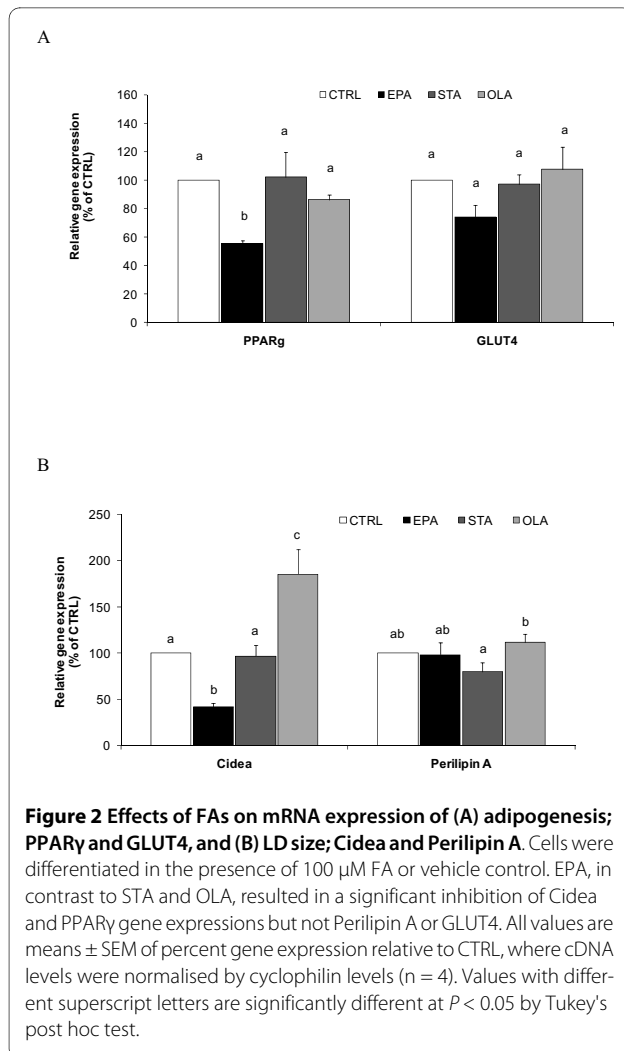 A
CTRL EPA STA OLA
Relative gene expression
(% of CTRL)
160
140
120
100
80
60
40
20
0
a
b
a
a
a
a
a
a
PPARg GLUT4
B
CTRL EPA STA OLA
Relative gene expression
(% of CTRL)
250
200
150
100
50
0
a
b
a
c
ab
ab
a
b
Cidea Perilipin A
Figure 2 Effects of FAs on mRNA expression of (A) adipogenesis;
PPARγ and GLUT4, and (B) LD size; Cidea and Perilipin A. Cells were
differentiated in the presence of 100 μM FA or vehicle control. EPA, in
contrast to STA and OLA, resulted in a significant inhibition of Cidea
and PPARγ gene expressions but not Perilipin A or GLUT4. All values are
means ± SEM of percent gene expression relative to CTRL, where cDNA
levels were normalised by cyclophilin levels (n = 4). Values with differ-
ent superscript letters are significantly different at P < 0.05 by Tukey's
post hoc test.